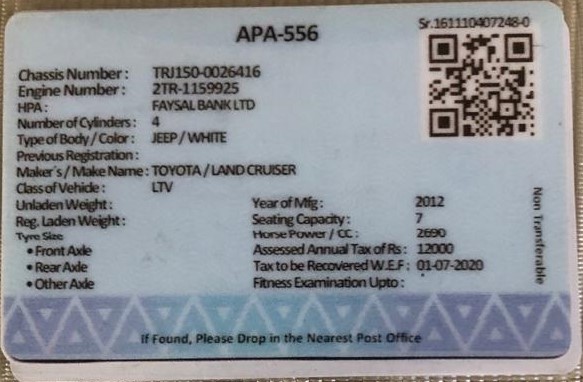 APA-556
Sr.161110407248-0
Chassis Number : TRJ150-0026416
Engine Number : 2TR-1159925
HPA : FAYSAL BANK LTD
Number of Cylinders : 4
Type of Body / Color : JEEP / WHITE
Previous Registration :
Maker's / Make Name : TOYOTA / LAND CRUISER
Class of Vehicle : LTV
Unladen Weight :
Reg. Laden Weight :
Tyre Size
• Front Axle
• Rear Axle
• Other Axle
Year of Mfg : 2012
Seating Capacity : 7
Horse Power / CC : 2690
Assessed Annual Tax of Rs : 12000
Tax to be Recovered W.E.F : 01-07-2020
Fitness Examination Upto :
Non Transferable
If Found, Please Drop in the Nearest Post Office